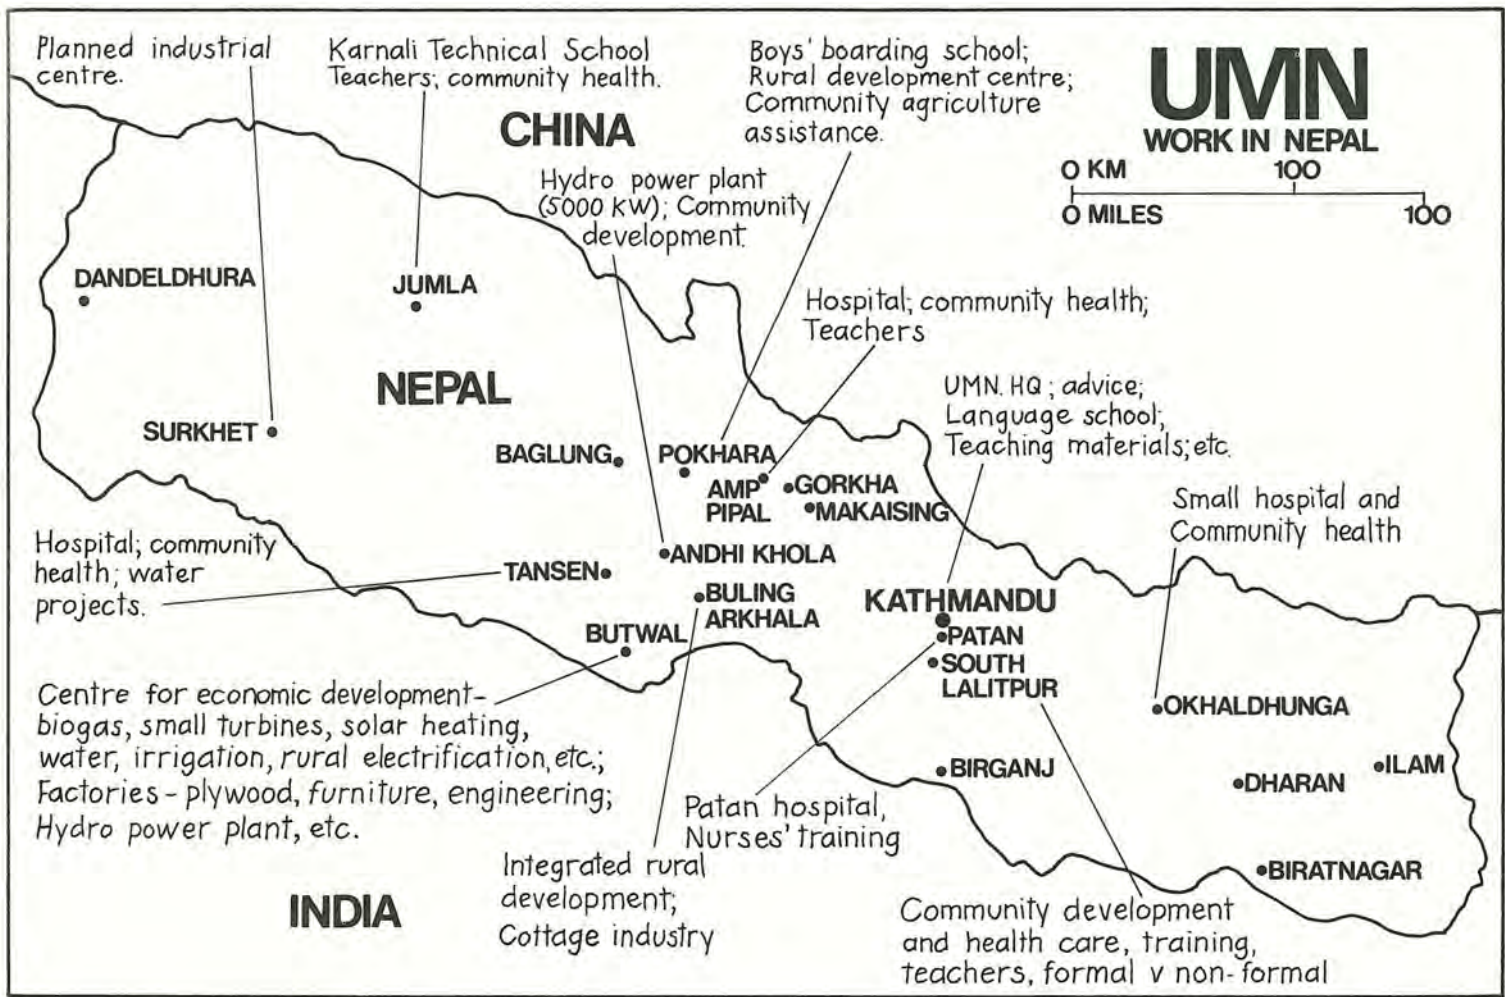 Planned industrial
centre.
Karnali Technical School
Teachers; community health.
CHINA
Boys' boarding school;
Rural development centre;
Community agriculture
assistance.
UMN
WORK IN NEPAL
0 KM 100
0 MILES 100
Hydro power plant
(5000 KW); Community
development.
DANDELDHURA
JUMLA
Hospital; community health;
Teachers
NEPAL
UMN. HQ; advice;
Language school;
Teaching materials; etc.
SURKHET
BAGLUNG
POKHARA
AMP
PIPAL
GORKHA
MAKAISING
Small hospital and
Community health
Hospital; community
health; water
projects.
TANSEN
ANDHI KHOLA
BULING
ARKHALA
BUTWAL
KATHMANDU
PATAN
SOUTH
LALITPUR
OKHALDHUNGA
Centre for economic development-
biogas, small turbines, solar heating,
water, irrigation, rural electrification, etc.;
Factories - plywood, furniture, engineering;
Hydro power plant, etc.
BIRGANJ
DHARAN
ILAM
Patan hospital,
Nurses' training
BIRATNAGAR
Integrated rural
development;
Cottage industry
INDIA
Community development
and health care, training,
teachers, formal v non-formal